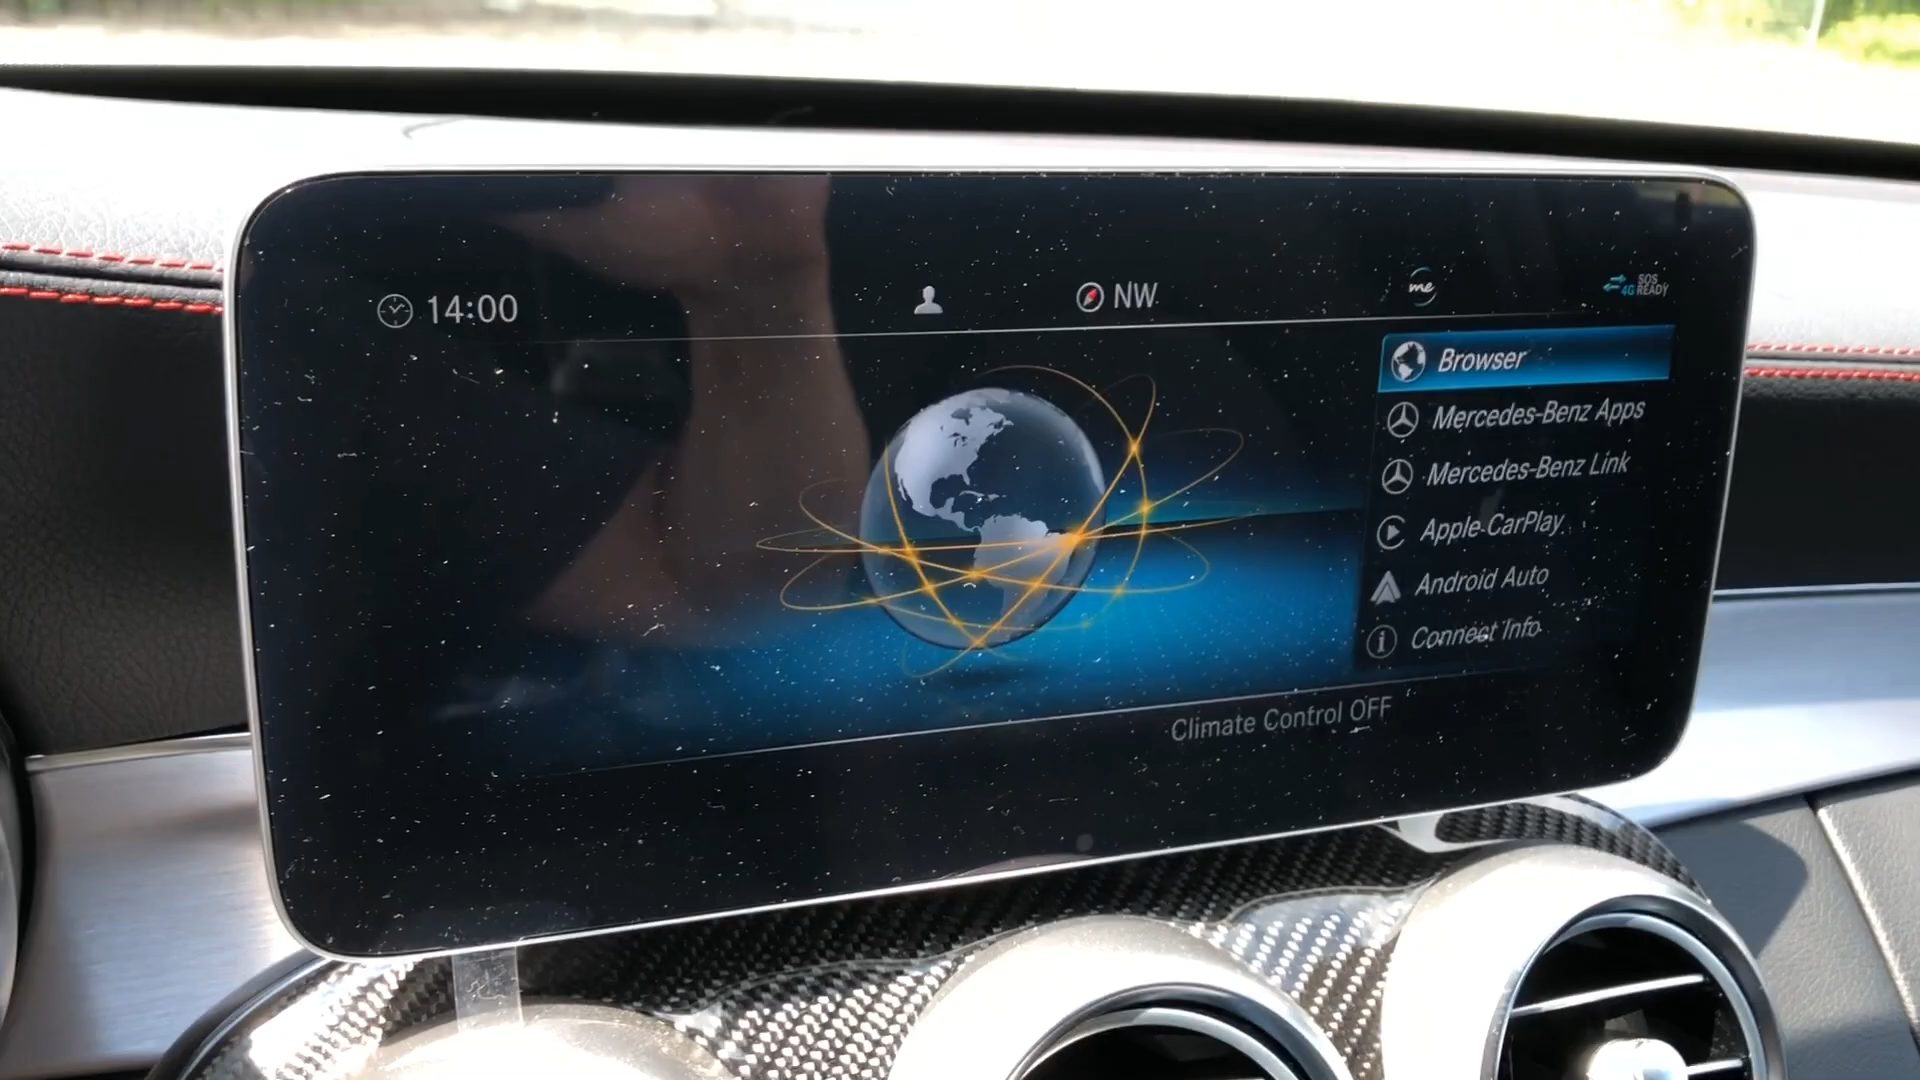 14:00
NW
me
4G
SOS
READY
Browser
Mercedes-Benz Apps
Mercedes-Benz Link
Apple CarPlay
Android Auto
Connect Info
Climate Control OFF